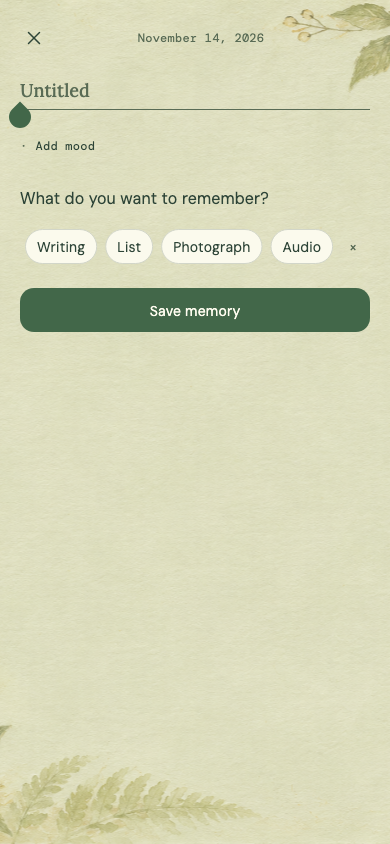 November 14, 2026
Untitled
· Add mood
What do you want to remember?
Writing List Photograph Audio ×
Save memory